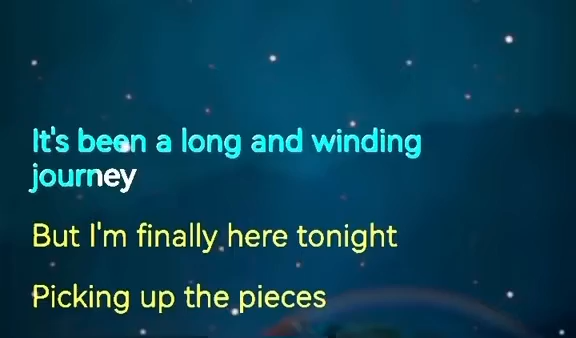 It's been a long and winding
journey
But I'm finally here tonight
Picking up the pieces